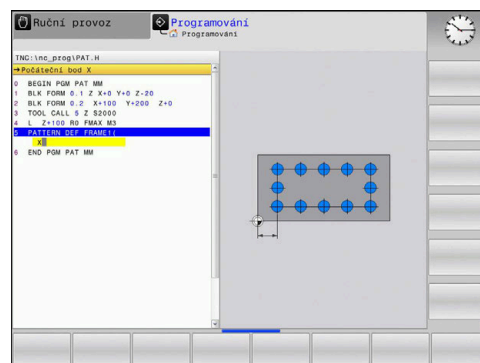 Ruční provoz
Programování
Programování
TNC:\nc_prog\PAT.H
→Počáteční bod X
0 BEGIN PGM PAT MM
1 BLK FORM 0.1 Z X+0 Y+0 Z-20
2 BLK FORM 0.2 X+100 Y+200 Z+0
3 TOOL CALL 5 Z S2000
4 L Z+100 R0 FMAX M3
5 PATTERN DEF FRAME1(
X
6 END PGM PAT MM